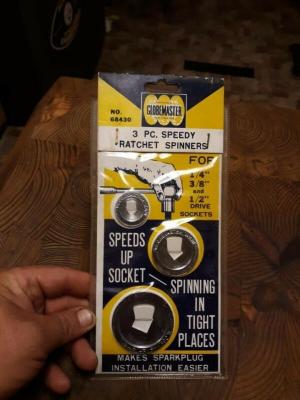 GLOBEMASTER
NO.
68430
3 PC. SPEEDY
RATCHET SPINNERS
FOR
1/4"
3/8"
and
1/2"
DRIVE
SOCKETS
SPEEDS
UP
SOCKET
SPINNING
IN
TIGHT
PLACES
MAKES SPARKPLUG
INSTALLATION EASIER